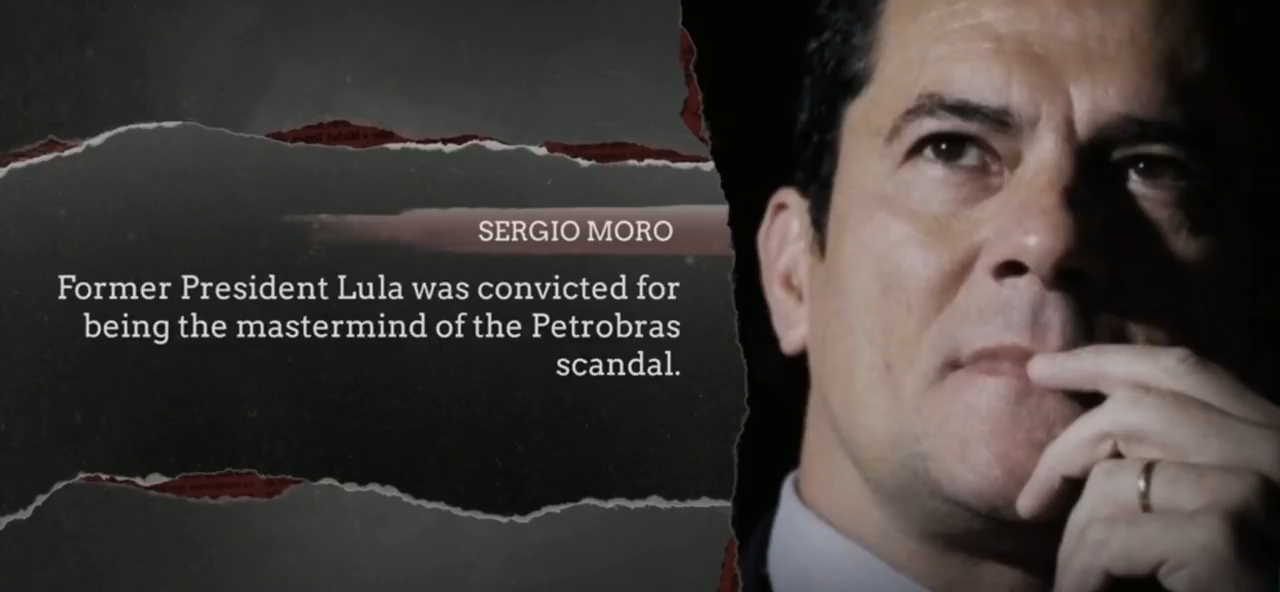 SERGIO MORO
Former President Lula was convicted for
being the mastermind of the Petrobras
scandal.